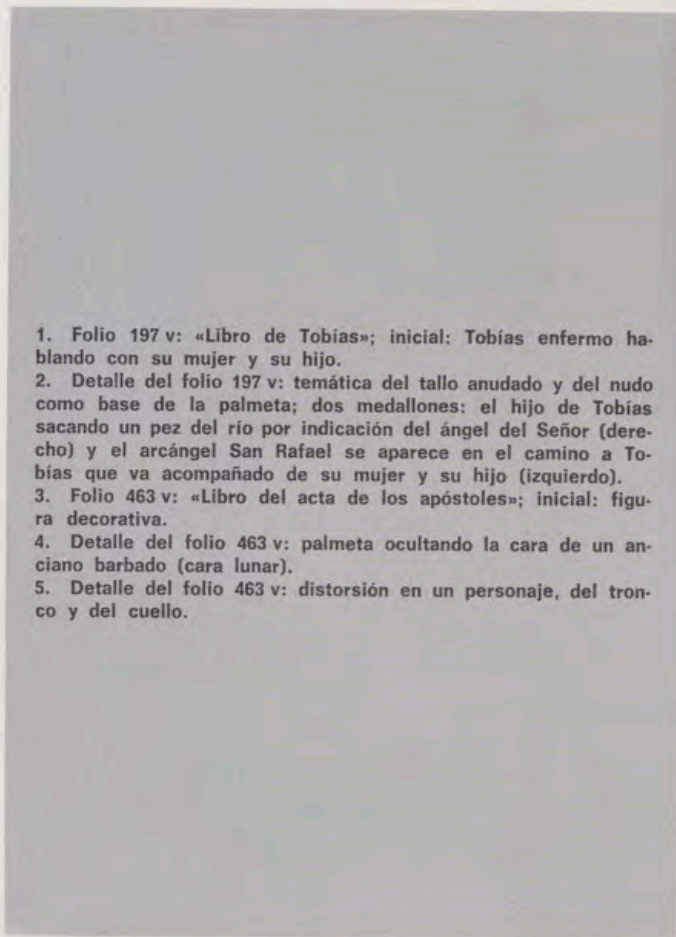 1. Folio 197 v: «Libro de Tobías»; inicial: Tobías enfermo ha-
blando con su mujer y su hijo.
2. Detalle del folio 197 v: temática del tallo anudado y del nudo
como base de la palmeta; dos medallones: el hijo de Tobías
sacando un pez del río por indicación del ángel del Señor (dere-
cho) y el arcángel San Rafael se aparece en el camino a To-
bías que va acompañado de su mujer y su hijo (izquierdo).
3. Folio 463 v: «Libro del acta de los apóstoles»; inicial: figu-
ra decorativa.
4. Detalle del folio 463 v: palmeta ocultando la cara de un an-
ciano barbado (cara lunar).
5. Detalle del folio 463 v: distorsión en un personaje, del tron-
co y del cuello.